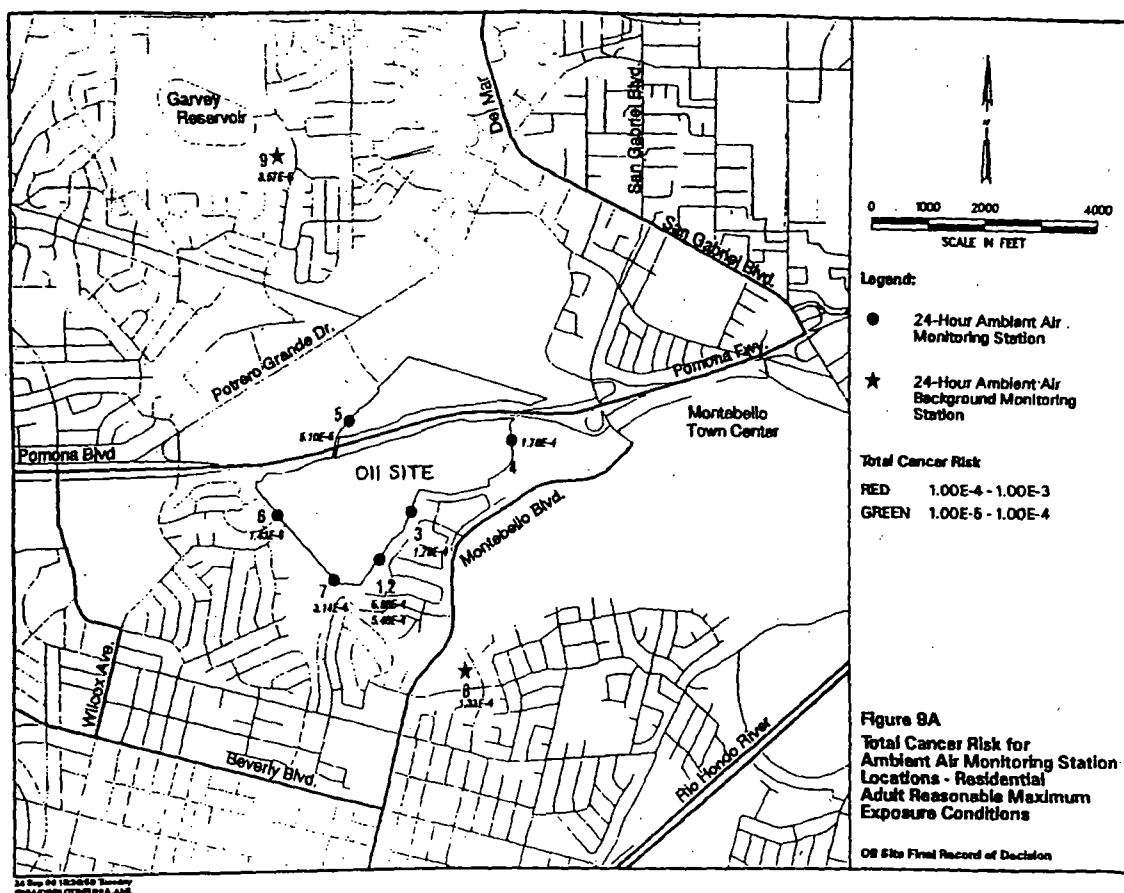 Garvey
Reservoir
9
Del Mar
San Gabriel Blvd.
San Gabriel Blvd.
Potrero Grande Dr.
Pomona Fwy.
5
Pomona Blvd
OII SITE
4
Montebello
Town Center
6
3
Montebello Blvd.
7
1,2
8
Wilcox Ave.
Beverly Blvd.
Rio Hondo River
0 1000 2000 4000
SCALE IN FEET
Legend:
24-Hour Ambient Air
Monitoring Station
24-Hour Ambient Air
Background Monitoring
Station
Total Cancer Risk
RED 1.00E-4 - 1.00E-3
GREEN 1.00E-5 - 1.00E-4
Figure 9A
Total Cancer Risk for
Ambient Air Monitoring Station
Locations - Residential
Adult Reasonable Maximum
Exposure Conditions
OII Site Final Record of Decision